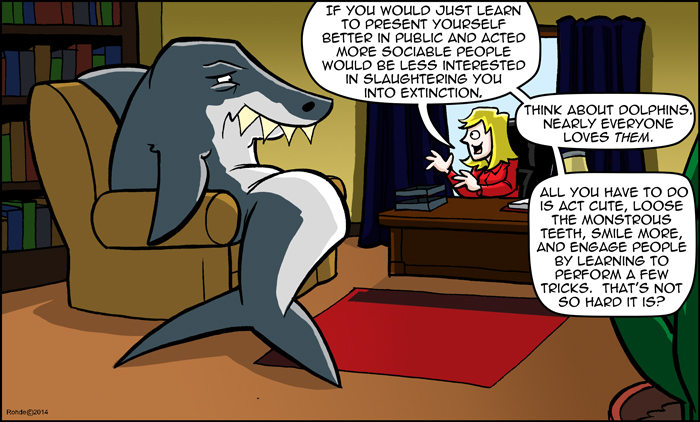 IF YOU WOULD JUST LEARN
TO PRESENT YOURSELF
BETTER IN PUBLIC AND ACTED
MORE SOCIABLE PEOPLE
WOULD BE LESS INTERESTED
IN SLAUGHTERING YOU
INTO EXTINCTION.
THINK ABOUT DOLPHINS.
NEARLY EVERYONE
LOVES THEM.
ALL YOU HAVE TO DO
IS ACT CUTE, LOOSE
THE MONSTROUS
TEETH, SMILE MORE,
AND ENGAGE PEOPLE
BY LEARNING TO
PERFORM A FEW
TRICKS. THAT'S NOT
SO HARD IT IS?
Rohde©2014